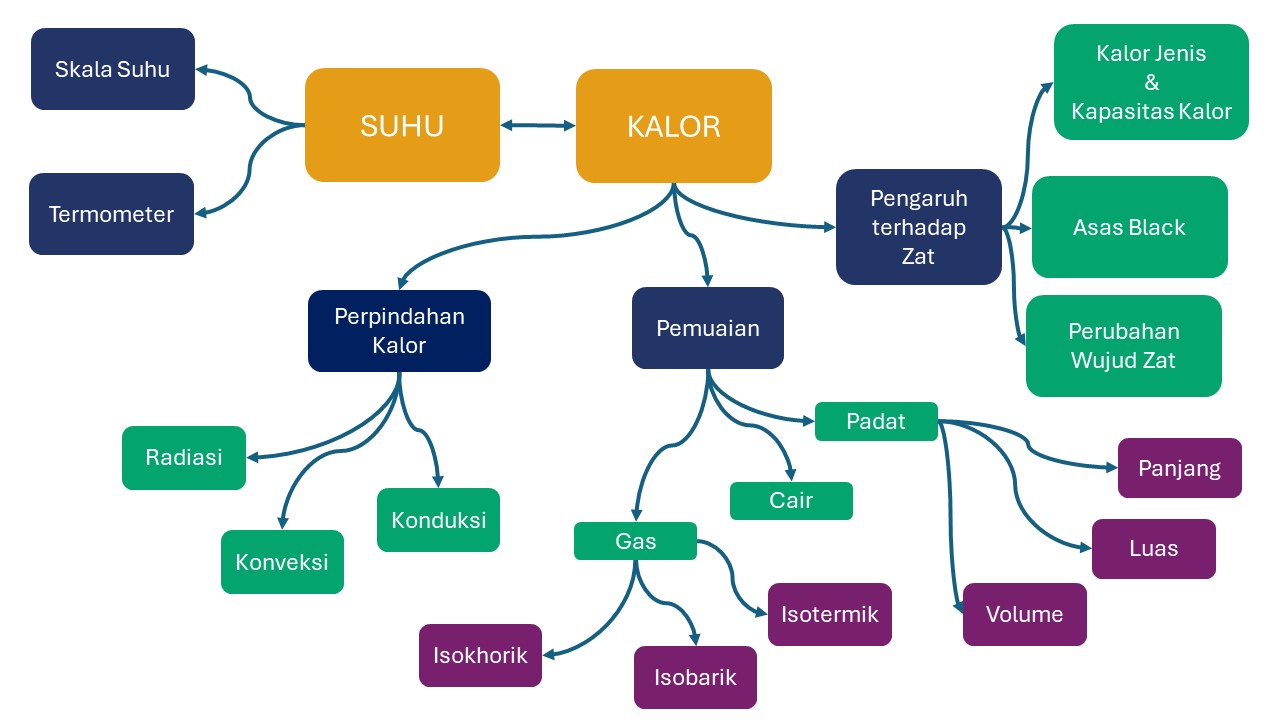 Skala Suhu
Termometer
SUHU
KALOR
Pengaruh
terhadap
Zat
Kalor Jenis
&
Kapasitas Kalor
Asas Black
Perubahan
Wujud Zat
Perpindahan
Kalor
Pemuaian
Radiasi
Konveksi
Konduksi
Gas
Cair
Padat
Isokhorik
Isobarik
Isotermik
Volume
Luas
Panjang